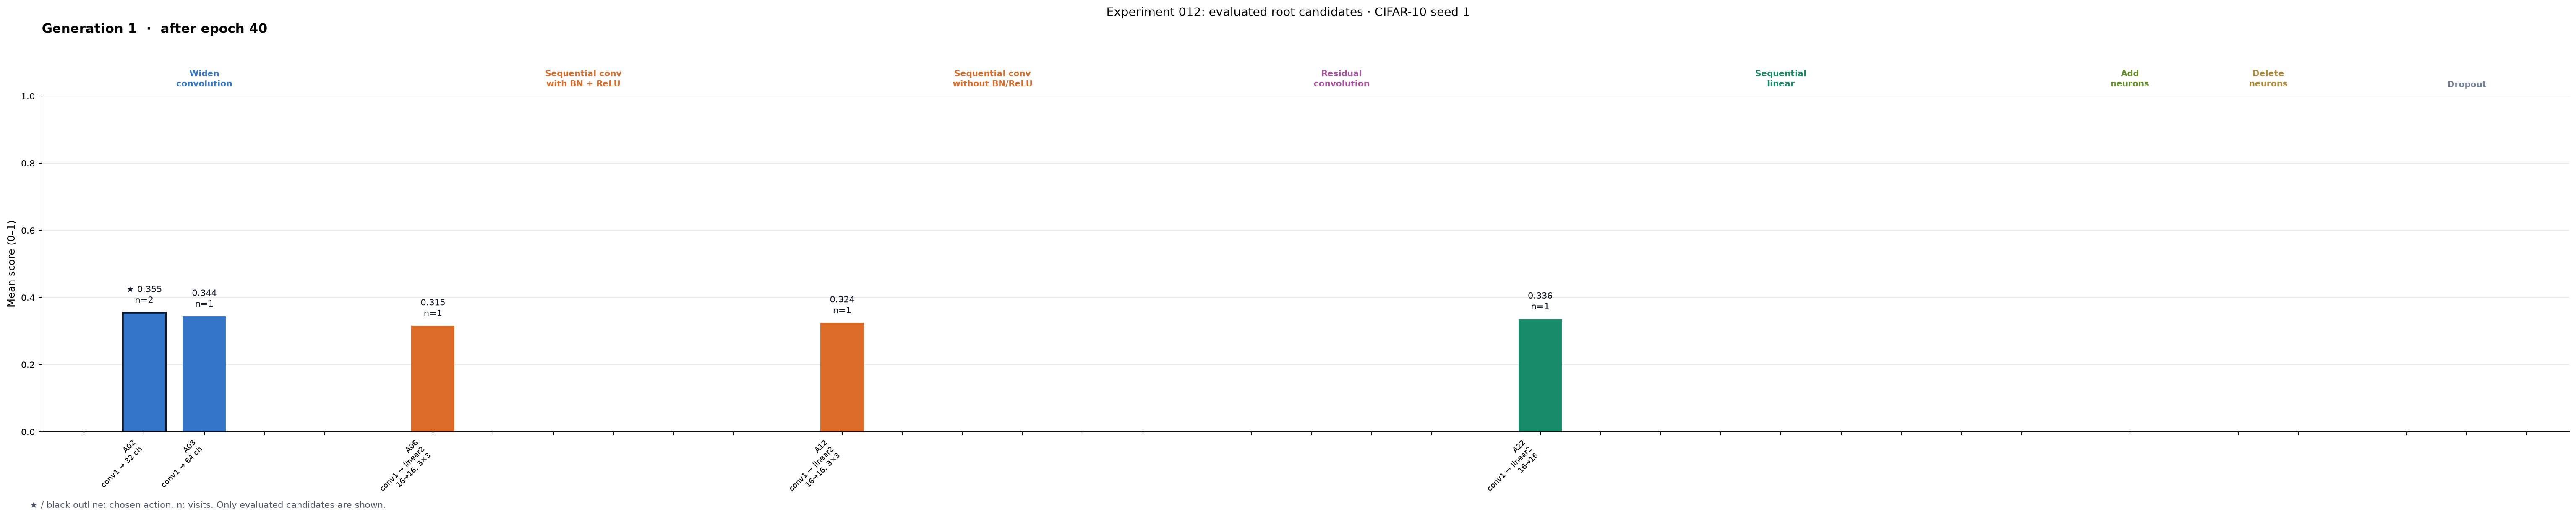 Experiment 012: evaluated root candidates · CIFAR-10 seed 1
Generation 1 · after epoch 40
Widen
convolution
Sequential conv
with BN + ReLU
Sequential conv
without BN/ReLU
Residual
convolution
Sequential
linear
Add
neurons
Delete
neurons
Dropout
Mean score (0–1)
1.0
0.8
0.6
0.4
0.2
0.0
★ 0.355
n=2
0.344
n=1
0.315
n=1
0.324
n=1
0.336
n=1
A02
conv1 → 32 ch
A03
conv1 → 64 ch
A06
conv1 → linear2
16→16, 3×3
A12
conv1 → linear2
16→16, 3×3
A22
conv1 → linear2
16→16
★ / black outline: chosen action. n: visits. Only evaluated candidates are shown.